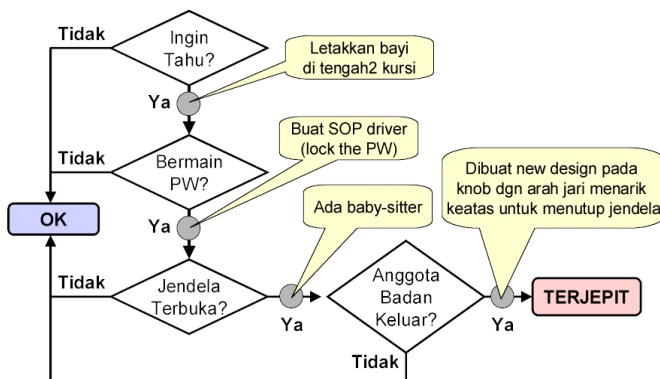 Tidak
Ingin
Tahu?
Letakkan bayi
di tengah2 kursi
Ya
Buat SOP driver
(lock the PW)
Tidak
Bermain
PW?
Dibuat new design pada
knob dgn arah jari menarik
keatas untuk menutup jendela
OK
Ya
Ada baby-sitter
Tidak
Jendela
Terbuka?
Ya
Anggota
Badan
Keluar?
Ya
TERJEPIT
Tidak